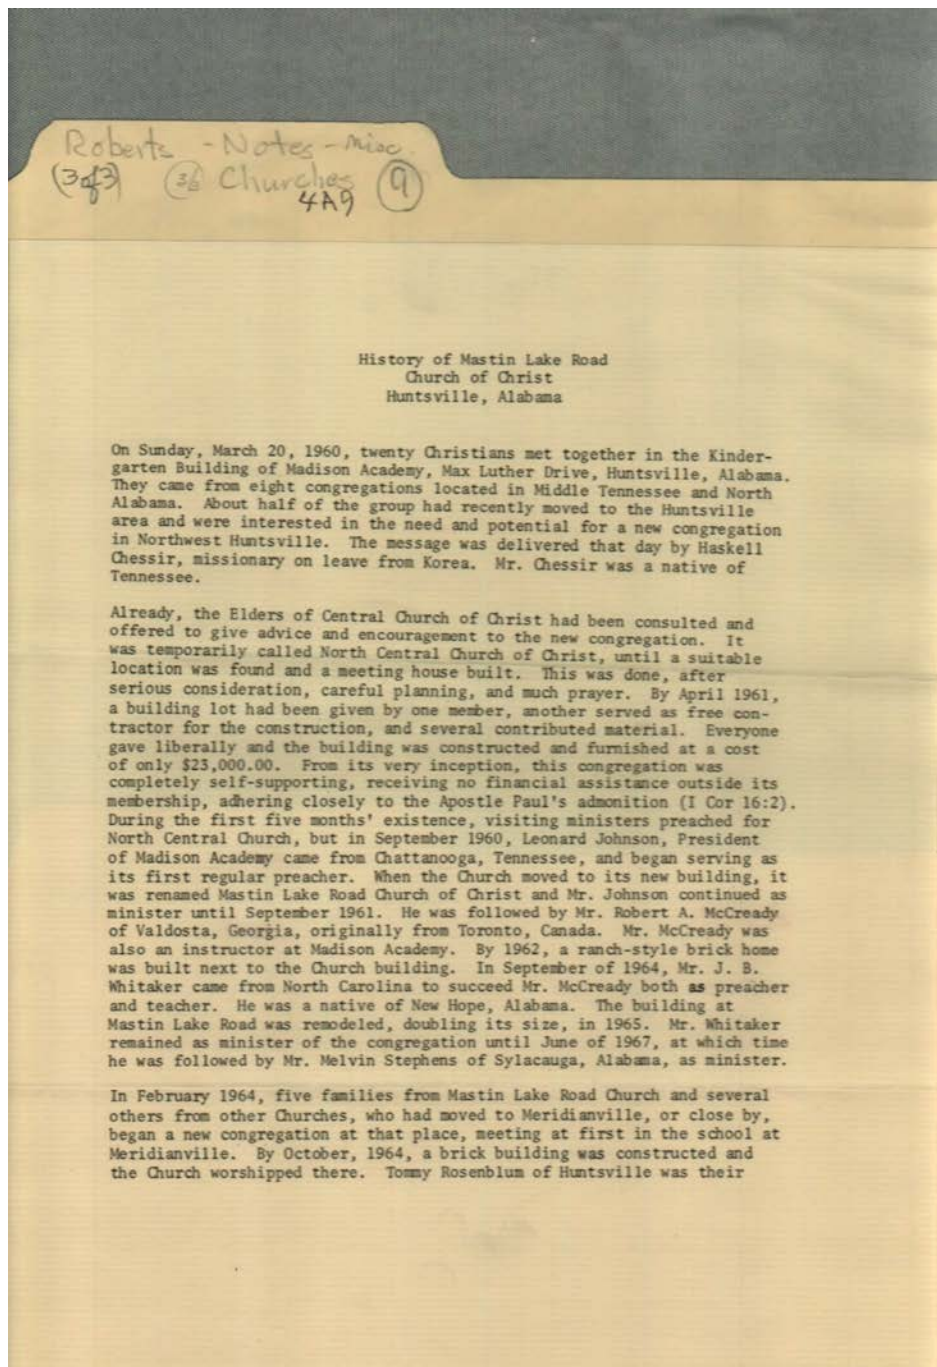 Roberts - Notes - misc.
(3 of 3) 36 Churches 9
4A9
History of Mastin Lake Road
Church of Christ
Huntsville, Alabama
On Sunday, March 20, 1960, twenty Christians met together in the Kinder-
garten Building of Madison Academy, Max Luther Drive, Huntsville, Alabama.
They came from eight congregations located in Middle Tennessee and North
Alabama. About half of the group had recently moved to the Huntsville
area and were interested in the need and potential for a new congregation
in Northwest Huntsville. The message was delivered that day by Haskell
Chessir, missionary on leave from Korea. Mr. Chessir was a native of
Tennessee.
Already, the Elders of Central Church of Christ had been consulted and
offered to give advice and encouragement to the new congregation. It
was temporarily called North Central Church of Christ, until a suitable
location was found and a meeting house built. This was done, after
serious consideration, careful planning, and much prayer. By April 1961,
a building lot had been given by one member, another served as free con-
tractor for the construction, and several contributed material. Everyone
gave liberally and the building was constructed and furnished at a cost
of only $23,000.00. From its very inception, this congregation was
completely self-supporting, receiving no financial assistance outside its
membership, adhering closely to the Apostle Paul's admonition (I Cor 16:2).
During the first five months' existence, visiting ministers preached for
North Central Church, but in September 1960, Leonard Johnson, President
of Madison Academy came from Chattanooga, Tennessee, and began serving as
its first regular preacher. When the Church moved to its new building, it
was renamed Mastin Lake Road Church of Christ and Mr. Johnson continued as
minister until September 1961. He was followed by Mr. Robert A. McCready
of Valdosta, Georgia, originally from Toronto, Canada. Mr. McCready was
also an instructor at Madison Academy. By 1962, a ranch-style brick home
was built next to the Church building. In September of 1964, Mr. J. B.
Whitaker came from North Carolina to succeed Mr. McCready both as preacher
and teacher. He was a native of New Hope, Alabama. The building at
Mastin Lake Road was remodeled, doubling its size, in 1965. Mr. Whitaker
remained as minister of the congregation until June of 1967, at which time
he was followed by Mr. Melvin Stephens of Sylacauga, Alabama, as minister.
In February 1964, five families from Mastin Lake Road Church and several
others from other Churches, who had moved to Meridianville, or close by,
began a new congregation at that place, meeting at first in the school at
Meridianville. By October, 1964, a brick building was constructed and
the Church worshipped there. Tommy Rosenblum of Huntsville was their